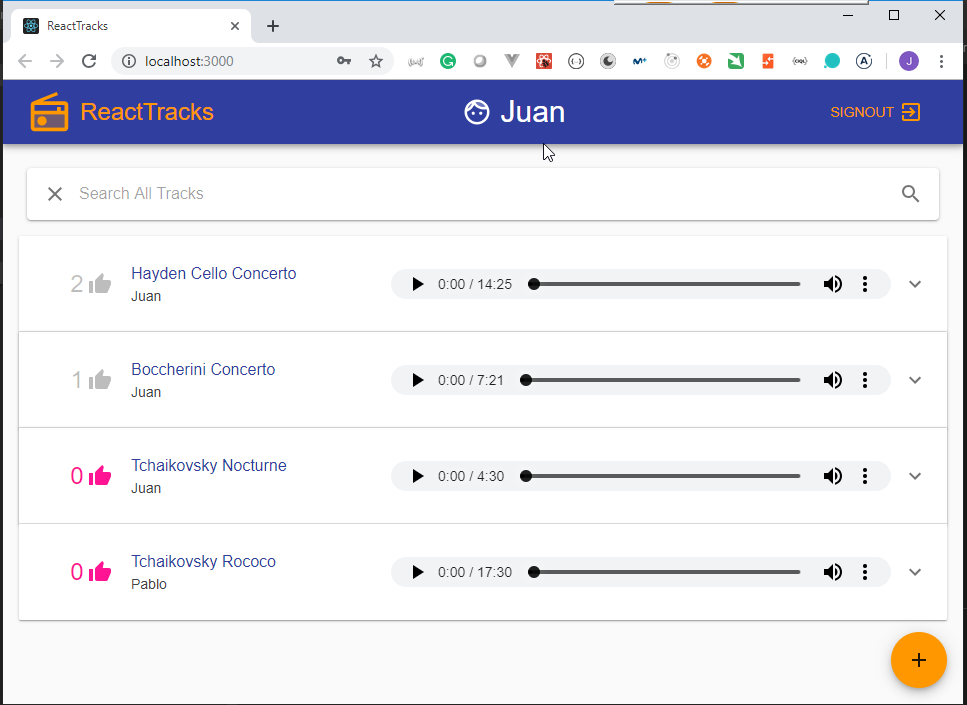 ReactTracks
localhost:3000
J
ReactTracks
Juan
SIGNOUT
Search All Tracks
2
Hayden Cello Concerto
Juan
0:00 / 14:25
1
Boccherini Concerto
Juan
0:00 / 7:21
0
Tchaikovsky Nocturne
Juan
0:00 / 4:30
0
Tchaikovsky Rococo
Pablo
0:00 / 17:30